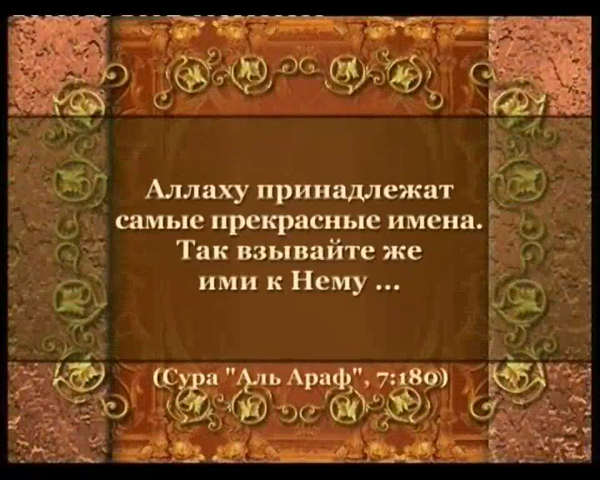 Аллаху принадлежат
самые прекрасные имена.
Так взывайте же
ими к Нему ...
(Сура "Аль Араф", 7:180)